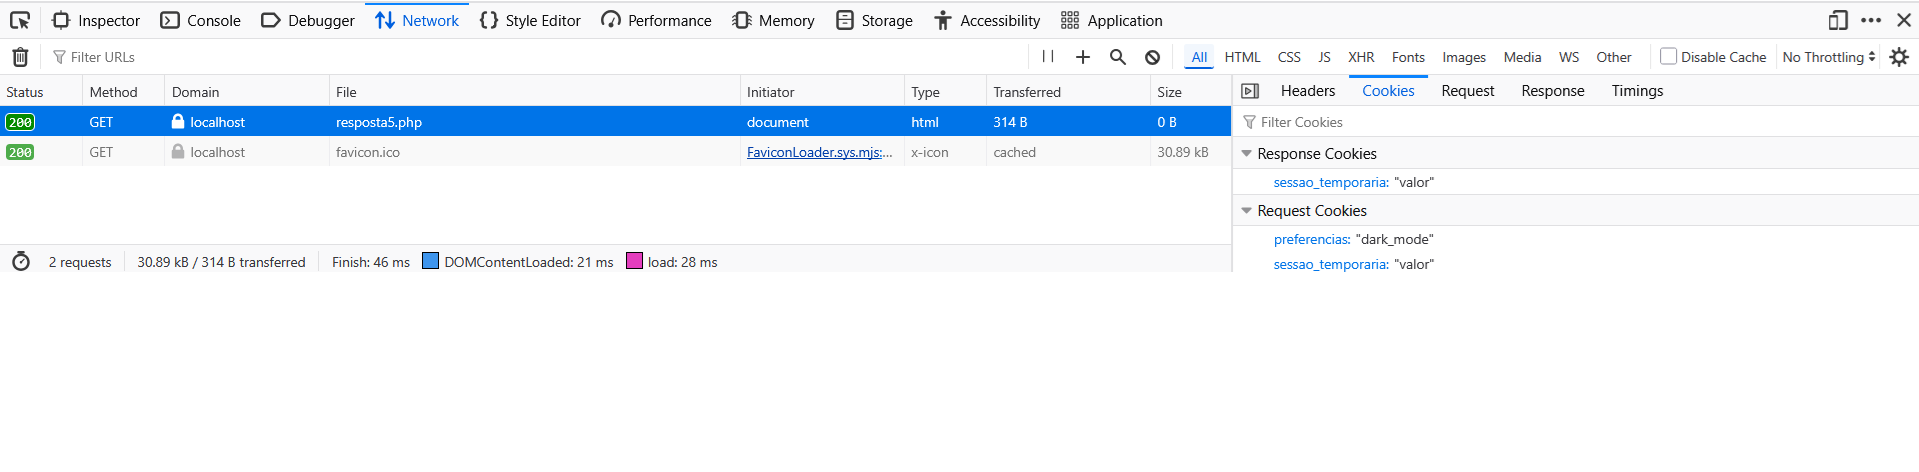 Inspector Console Debugger Network Style Editor Performance Memory Storage Accessibility Application
Filter URLs All HTML CSS JS XHR Fonts Images Media WS Other Disable Cache No Throttling
Status Method Domain File Initiator Type Transferred Size
200 GET localhost resposta5.php document html 314 B 0 B
200 GET localhost favicon.ico FaviconLoader.sys.mjs:... x-icon cached 30.89 kB
2 requests 30.89 kB / 314 B transferred Finish: 46 ms DOMContentLoaded: 21 ms load: 28 ms
Headers Cookies Request Response Timings
Filter Cookies
Response Cookies
sessao_temporaria: "valor"
Request Cookies
preferencias: "dark_mode"
sessao_temporaria: "valor"